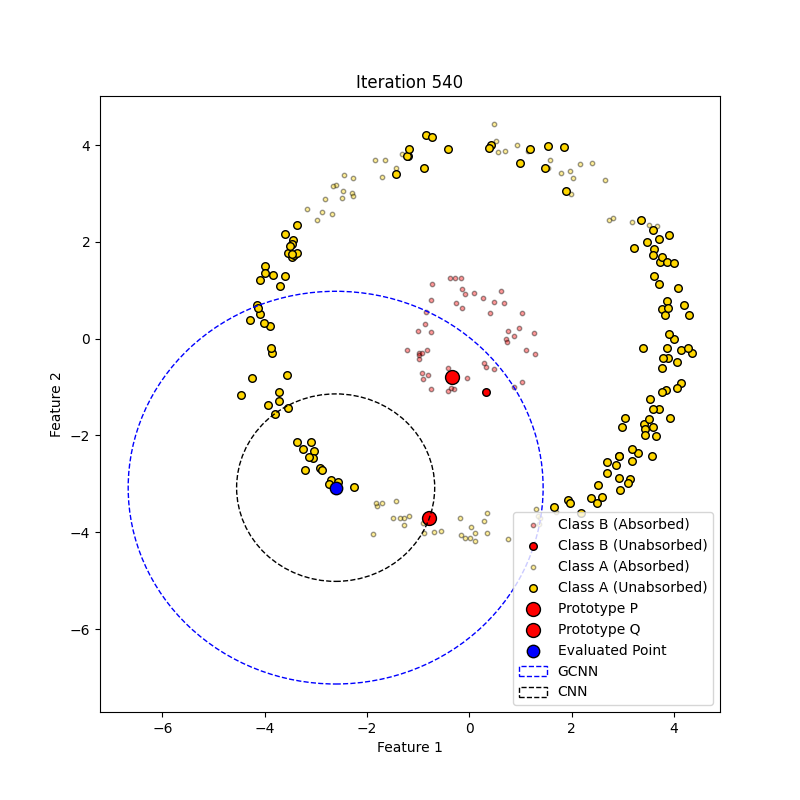 Iteration 540
Feature 2
4
2
0
−2
−4
−6
−6
−4
−2
0
2
4
Feature 1
Class B (Absorbed)
Class B (Unabsorbed)
Class A (Absorbed)
Class A (Unabsorbed)
Prototype P
Prototype Q
Evaluated Point
GCNN
CNN